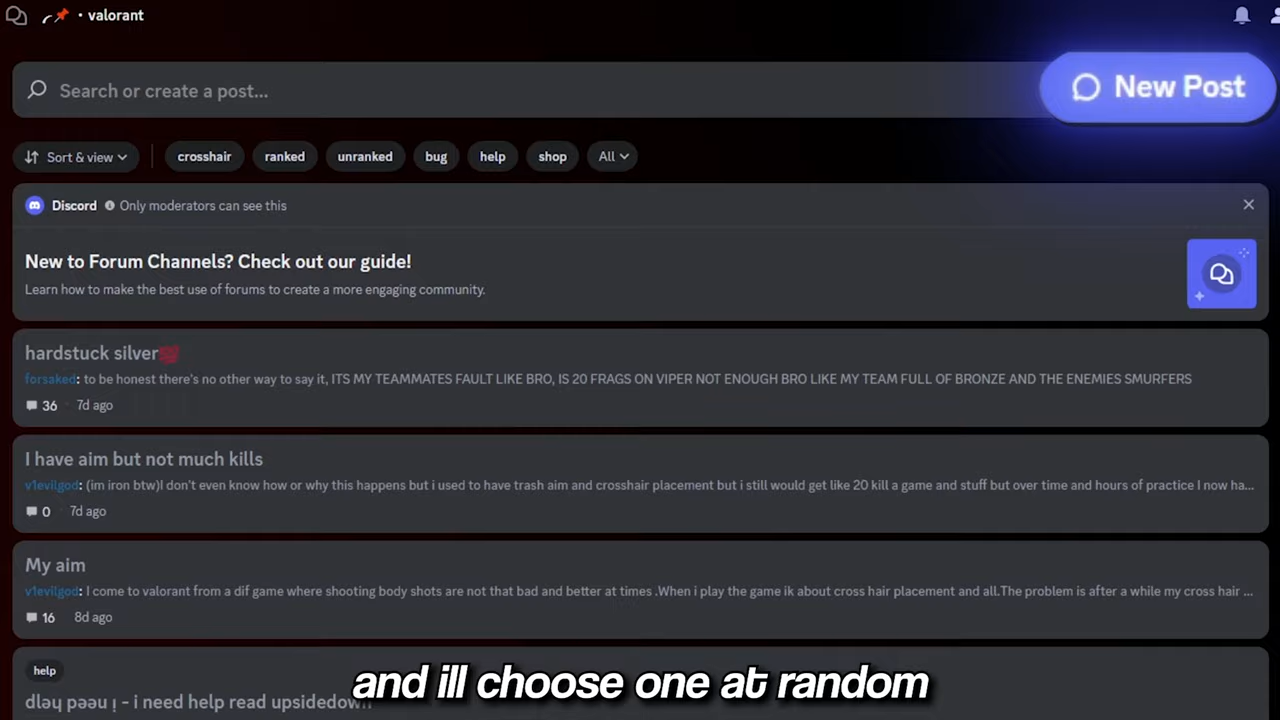 • valorant
Search or create a post...
New Post
Sort & view
crosshair
ranked
unranked
bug
help
shop
All
Discord Only moderators can see this
New to Forum Channels? Check out our guide!
Learn how to make the best use of forums to create a more engaging community.
hardstuck silver
forsaked: to be honest there's no other way to say it, ITS MY TEAMMATES FAULT LIKE BRO, IS 20 FRAGS ON VIPER NOT ENOUGH BRO LIKE MY TEAM FULL OF BRONZE AND THE ENEMIES SMURFERS
36 · 7d ago
I have aim but not much kills
v1evilgod: (im iron btw)I don't even know how or why this happens but i used to have trash aim and crosshair placement but i still would get like 20 kill a game and stuff but over time and hours of practice I now ha...
0 · 7d ago
My aim
v1evilgod: I come to valorant from a dif game where shooting body shots are not that bad and better at times .When i play the game ik about cross hair placement and all.The problem is after a while my cross hair ...
16 8d ago
help
and ill choose one at random
dlǝɥ pǝǝu ı - i need help read upsidedown